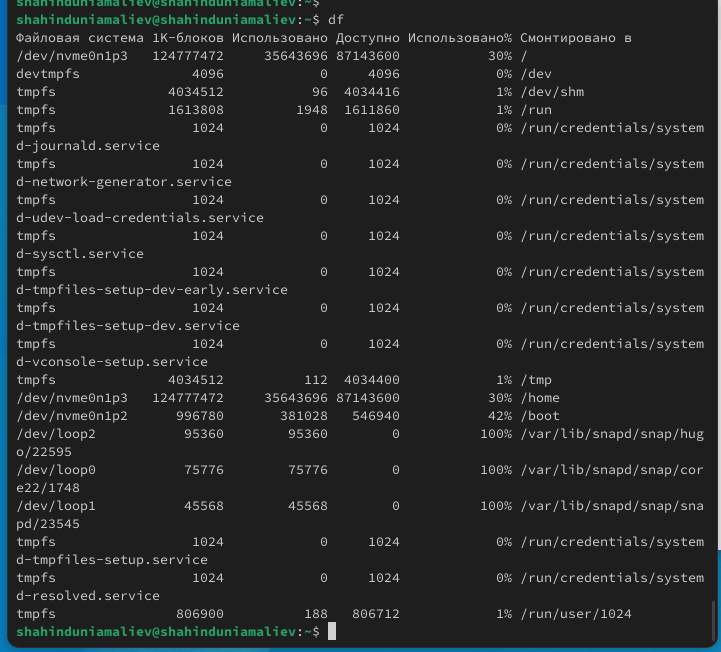 shahinduniamaliev@shahinduniamaliev:~$
shahinduniamaliev@shahinduniamaliev:~$ df
Файловая система 1K-блоков Использовано Доступно Использовано% Смонтировано в
/dev/nvme0n1p3   124777472     35643696 87143600           30% /
devtmpfs              4096            0     4096            0% /dev
tmpfs              4034512           96  4034416            1% /dev/shm
tmpfs              1613808         1948  1611860            1% /run
tmpfs                 1024            0     1024            0% /run/credentials/system
d-journald.service
tmpfs                 1024            0     1024            0% /run/credentials/system
d-network-generator.service
tmpfs                 1024            0     1024            0% /run/credentials/system
d-udev-load-credentials.service
tmpfs                 1024            0     1024            0% /run/credentials/system
d-sysctl.service
tmpfs                 1024            0     1024            0% /run/credentials/system
d-tmpfiles-setup-dev-early.service
tmpfs                 1024            0     1024            0% /run/credentials/system
d-tmpfiles-setup-dev.service
tmpfs                 1024            0     1024            0% /run/credentials/system
d-vconsole-setup.service
tmpfs              4034512          112  4034400            1% /tmp
/dev/nvme0n1p3   124777472     35643696 87143600           30% /home
/dev/nvme0n1p2      996780       381028   546940           42% /boot
/dev/loop2           95360        95360        0          100% /var/lib/snapd/snap/hug
o/22595
/dev/loop0           75776        75776        0          100% /var/lib/snapd/snap/cor
e22/1748
/dev/loop1           45568        45568        0          100% /var/lib/snapd/snap/sna
pd/23545
tmpfs                 1024            0     1024            0% /run/credentials/system
d-tmpfiles-setup.service
tmpfs                 1024            0     1024            0% /run/credentials/system
d-resolved.service
tmpfs               806900          188   806712            1% /run/user/1024
shahinduniamaliev@shahinduniamaliev:~$